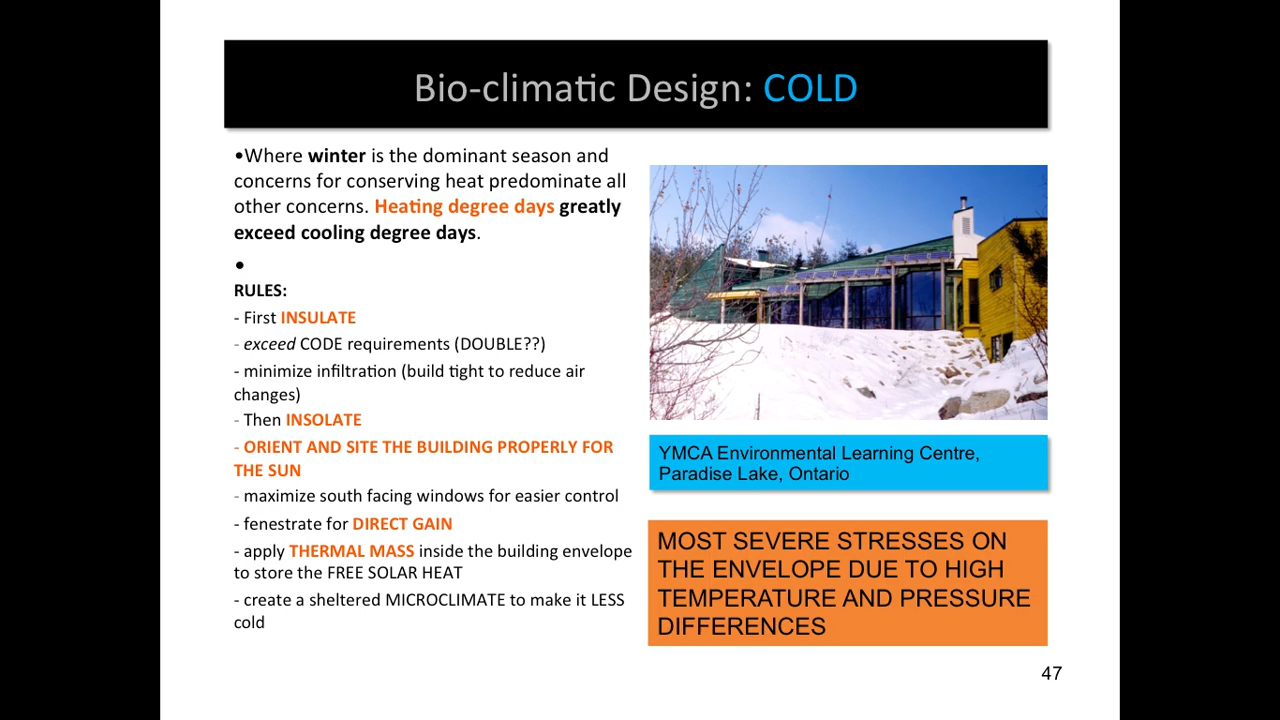 Bio-climatic Design: COLD
•Where winter is the dominant season and
concerns for conserving heat predominate all
other concerns. Heating degree days greatly
exceed cooling degree days.
•
RULES:
- First INSULATE
- exceed CODE requirements (DOUBLE??)
- minimize infiltration (build tight to reduce air
changes)
- Then INSOLATE
- ORIENT AND SITE THE BUILDING PROPERLY FOR
THE SUN
- maximize south facing windows for easier control
- fenestrate for DIRECT GAIN
- apply THERMAL MASS inside the building envelope
to store the FREE SOLAR HEAT
- create a sheltered MICROCLIMATE to make it LESS
cold
YMCA Environmental Learning Centre,
Paradise Lake, Ontario
MOST SEVERE STRESSES ON
THE ENVELOPE DUE TO HIGH
TEMPERATURE AND PRESSURE
DIFFERENCES
47